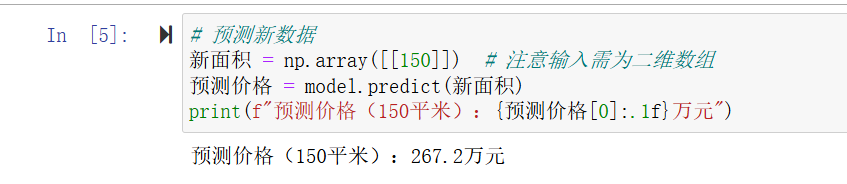 In [5]:
# 预测新数据
新面积 = np.array([[150]])  # 注意输入需为二维数组
预测价格 = model.predict(新面积)
print(f"预测价格（150平米）: {预测价格[0]:.1f}万元")
预测价格（150平米）: 267.2万元